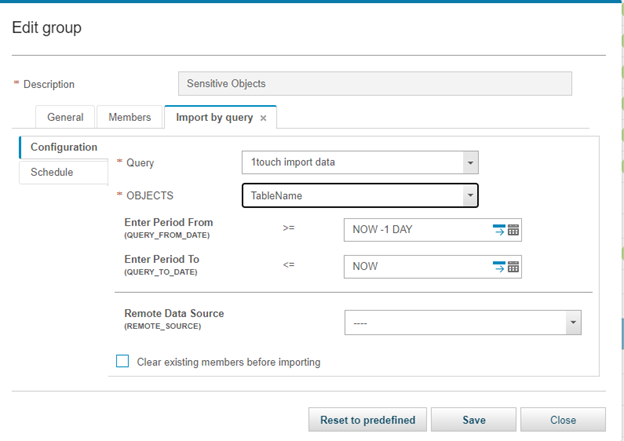 Edit group
* Description
Sensitive Objects
General
Members
Import by query ×
Configuration
Schedule
* Query
1touch import data
* OBJECTS
TableName
Enter Period From
(QUERY_FROM_DATE)
>=
NOW -1 DAY
Enter Period To
(QUERY_TO_DATE)
<=
NOW
Remote Data Source
(REMOTE_SOURCE)
----
Clear existing members before importing
Reset to predefined
Save
Close